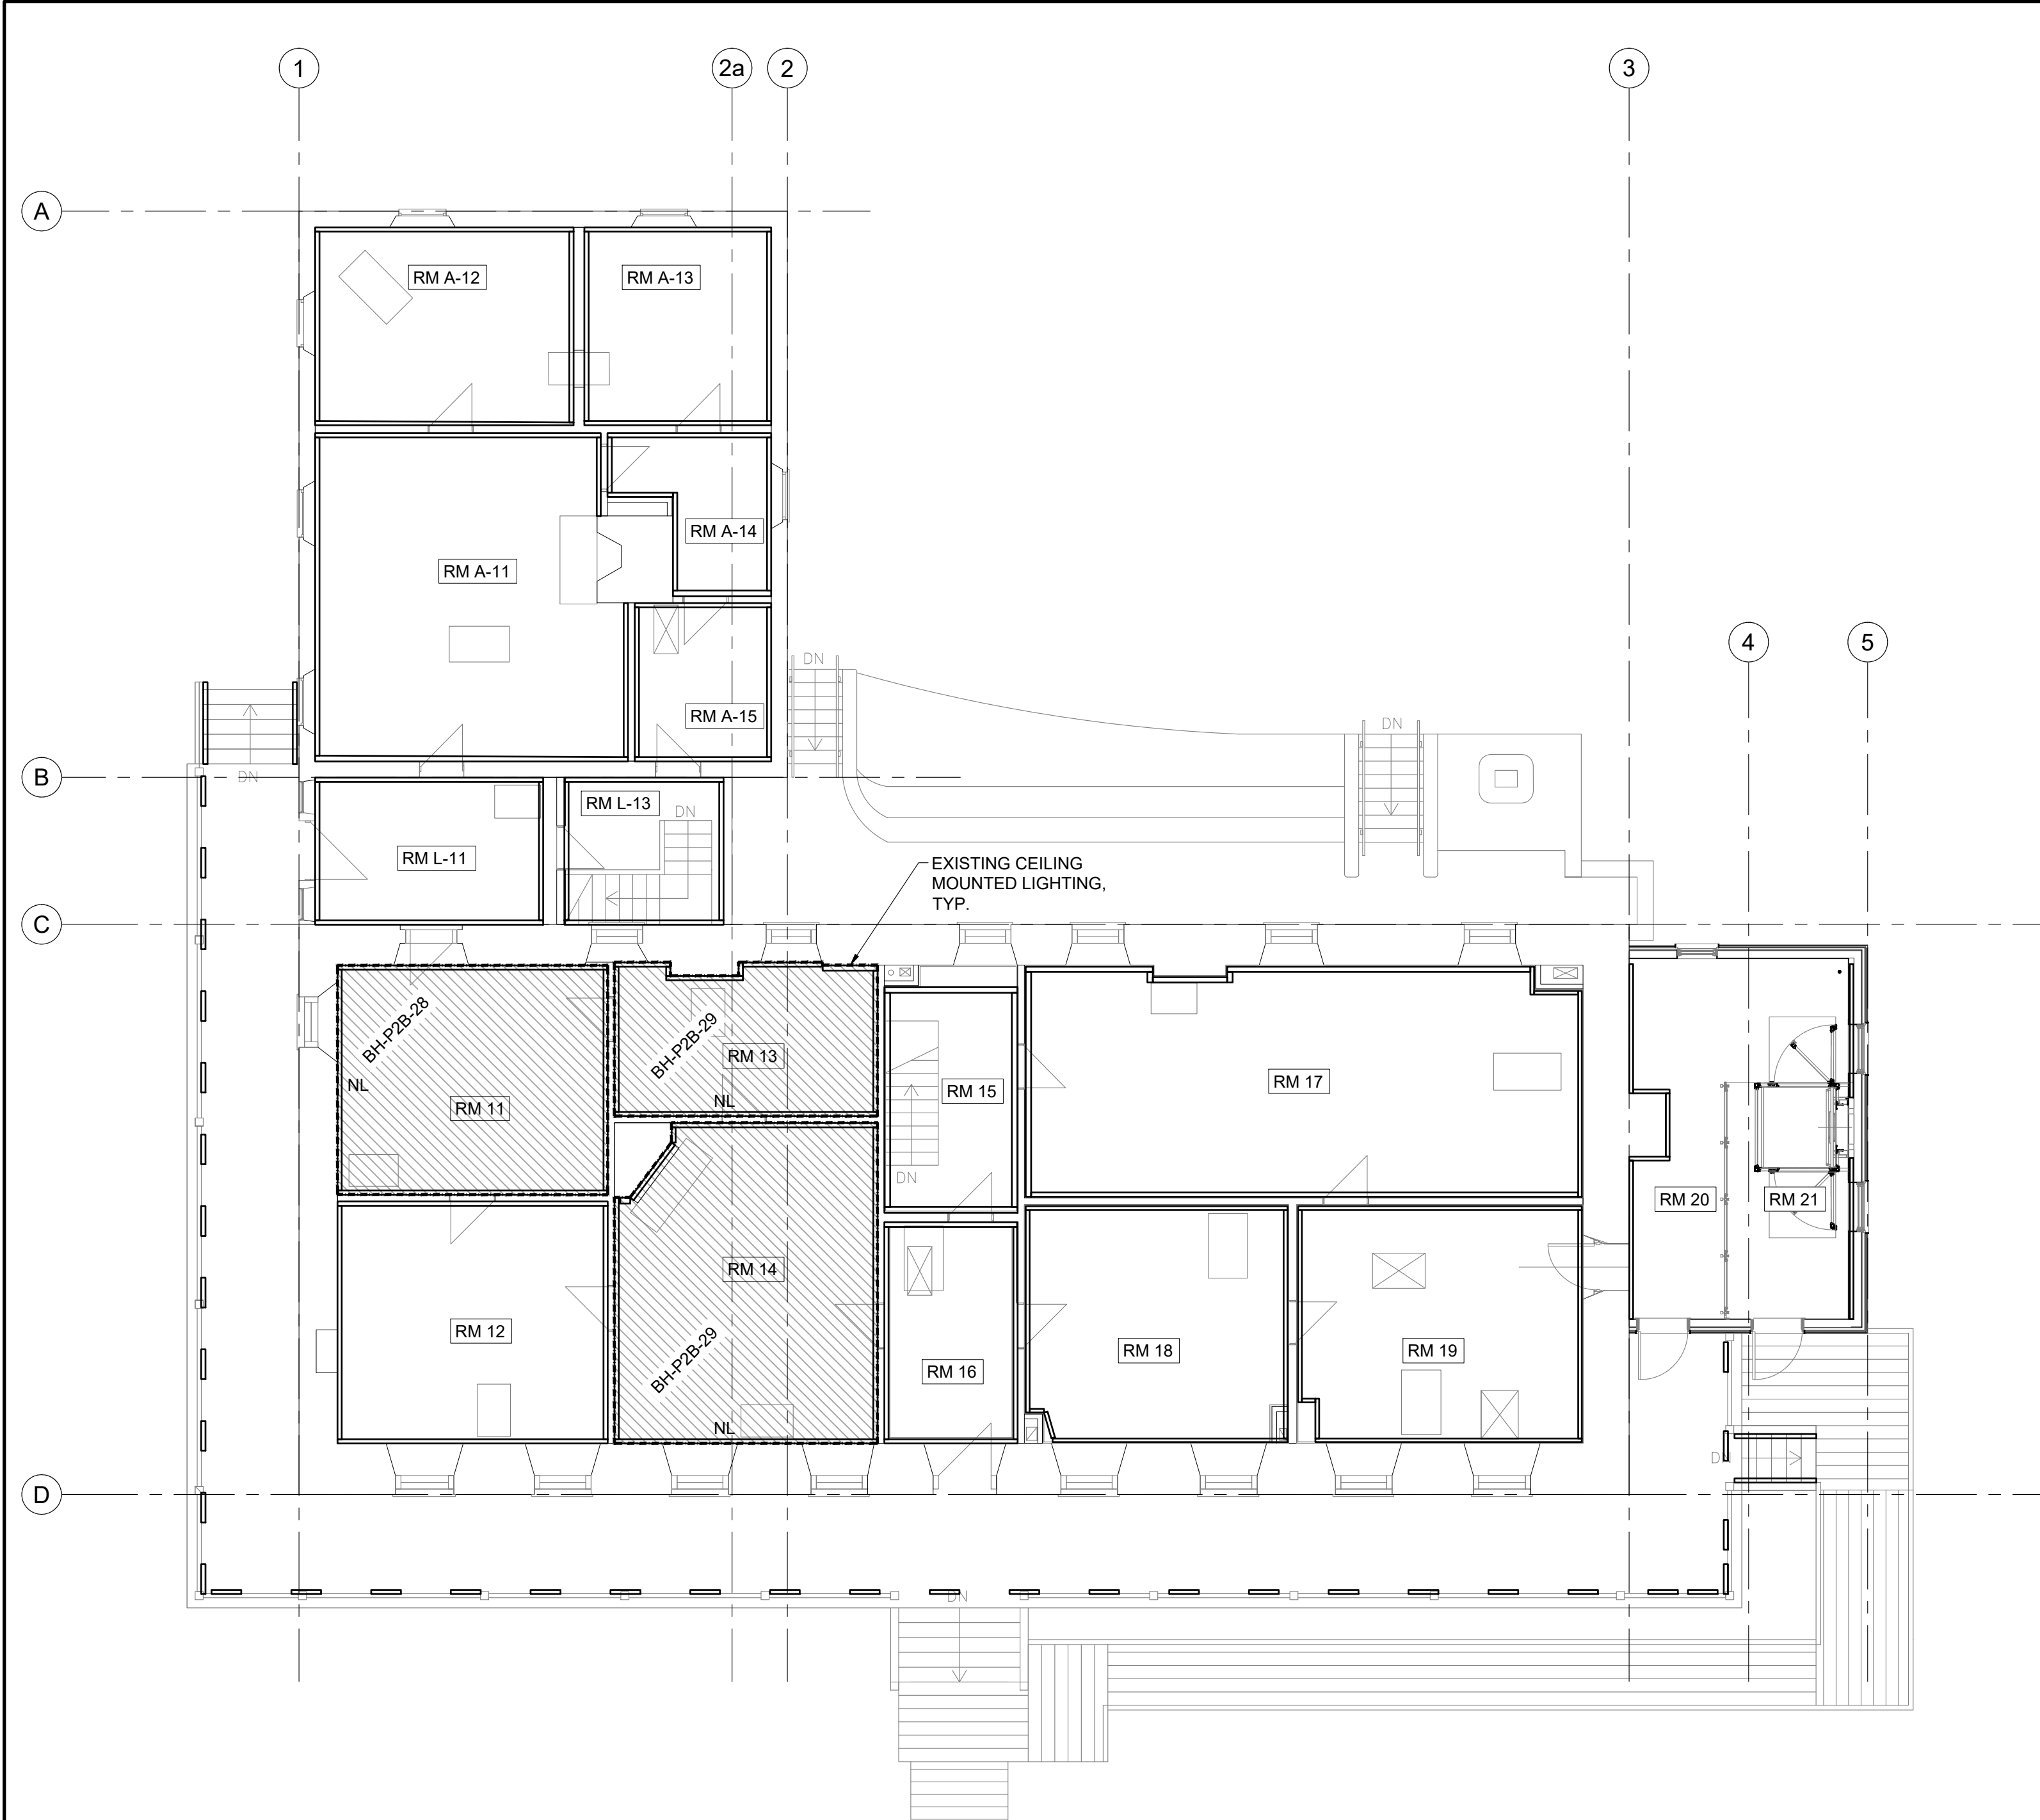 1
2a
2
3
A
RM A-12
RM A-13
RM A-14
RM A-11
4
5
DN
RM A-15
DN
B
DN
RM L-13
DN
RM L-11
EXISTING CEILING
MOUNTED LIGHTING,
TYP.
C
BH-P2B-28
BH-P2B-29
RM 13
NL
RM 11
NL
RM 15
RM 17
DN
RM 20
RM 21
RM 14
RM 12
BH-P2B-29
NL
RM 16
RM 18
RM 19
DN
D
DN